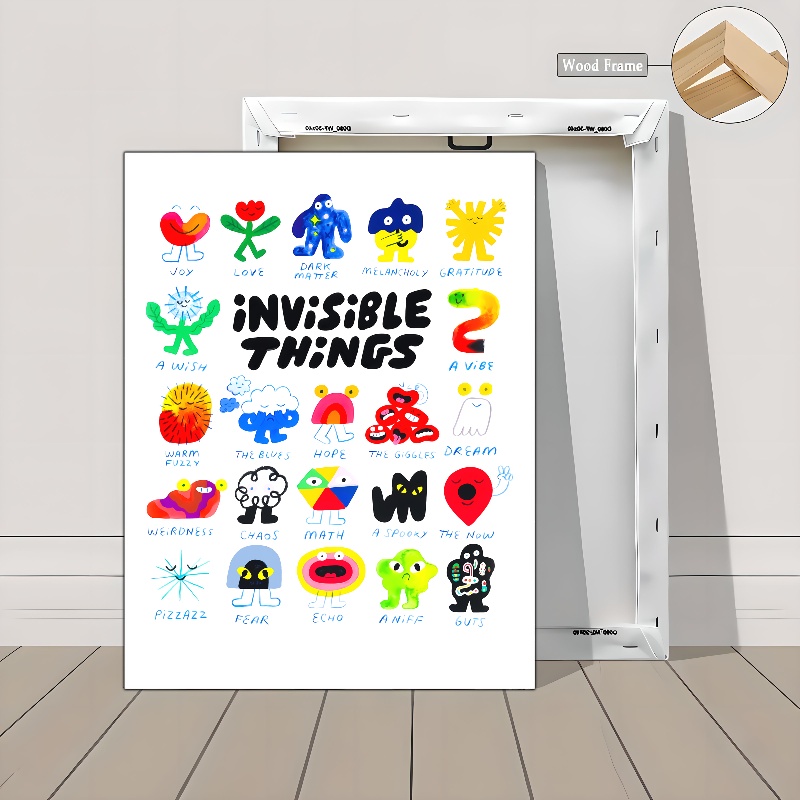 Wood Frame
JOY
LOVE
DARK
MATTER
MELANCHOLY
GRATITUDE
A WISH
iNViSiBLE
THiNGS
A ViBE
WARM
FUZZY
THE BLUES
HOPE
THE GIGGLES
DREAM
WEIRDNESS
CHAOS
MATH
A SPOOKY
THE NOW
PiZZAZZ
FEAR
ECHO
A NiFF
GUTS